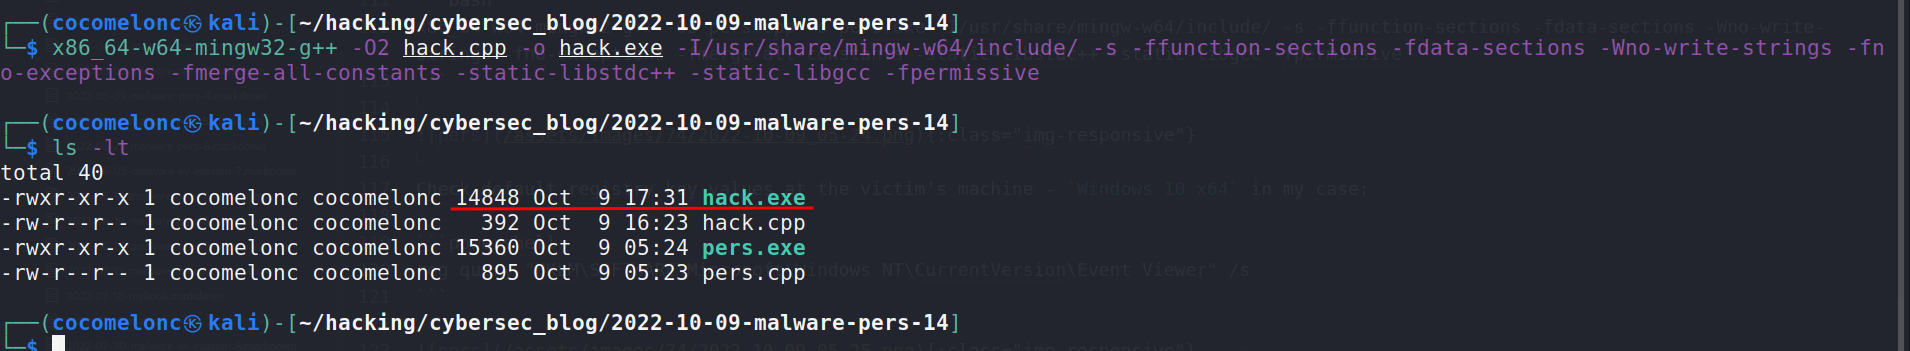 ┌──(cocomelonc㉿kali)-[~/hacking/cybersec_blog/2022-10-09-malware-pers-14]
└─$ x86_64-w64-mingw32-g++ -O2 hack.cpp -o hack.exe -I/usr/share/mingw-w64/include/ -s -ffunction-sections -fdata-sections -Wno-write-strings -fn
o-exceptions -fmerge-all-constants -static-libstdc++ -static-libgcc -fpermissive
┌──(cocomelonc㉿kali)-[~/hacking/cybersec_blog/2022-10-09-malware-pers-14]
└─$ ls -lt
total 40
-rwxr-xr-x 1 cocomelonc cocomelonc 14848 Oct  9 17:31 hack.exe
-rw-r--r-- 1 cocomelonc cocomelonc   392 Oct  9 16:23 hack.cpp
-rwxr-xr-x 1 cocomelonc cocomelonc 15360 Oct  9 05:24 pers.exe
-rw-r--r-- 1 cocomelonc cocomelonc   895 Oct  9 05:23 pers.cpp
┌──(cocomelonc㉿kali)-[~/hacking/cybersec_blog/2022-10-09-malware-pers-14]
└─$